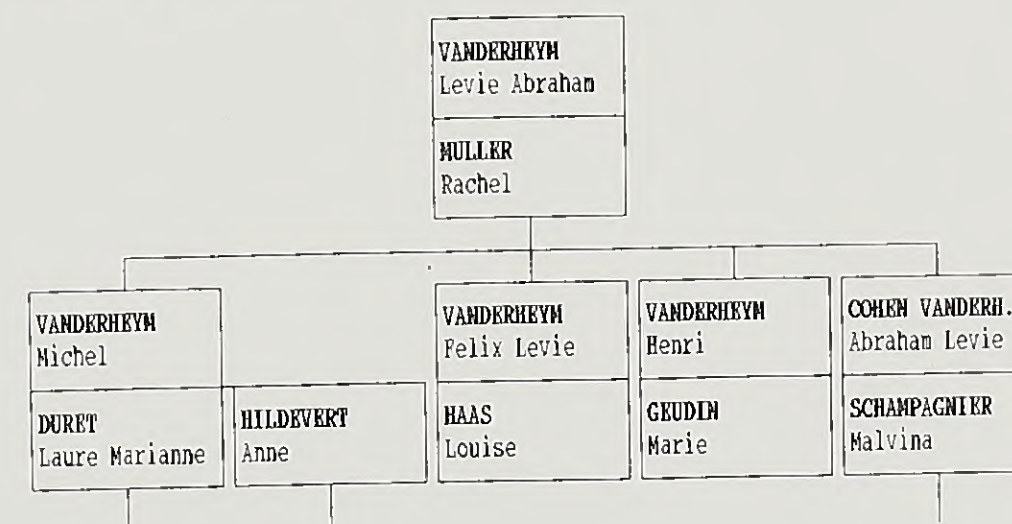 VANDERHEYM
Levie Abraham
MULLER
Rachel
VANDERHEYM
Michel
DURET
Laure Marianne
HILDEVERT
Anne
VANDERHEYM
Felix Levie
HAAS
Louise
VANDERHEYM
Henri
GEUDIN
Marie
COHEN VANDERH.
Abraham Levie
SCHAMPAGNIER
Malvina